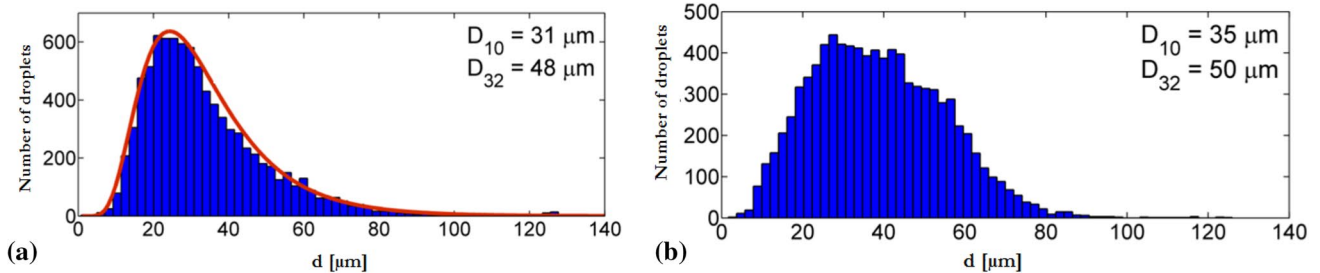 (a)
Number of droplets
600
400
200
0
0 20 40 60 80 100 120 140
d [µm]
D10 = 31 µm
D32 = 48 µm
(b)
Number of droplets
500
400
300
200
100
0
0 20 40 60 80 100 120 140
d [µm]
D10 = 35 µm
D32 = 50 µm